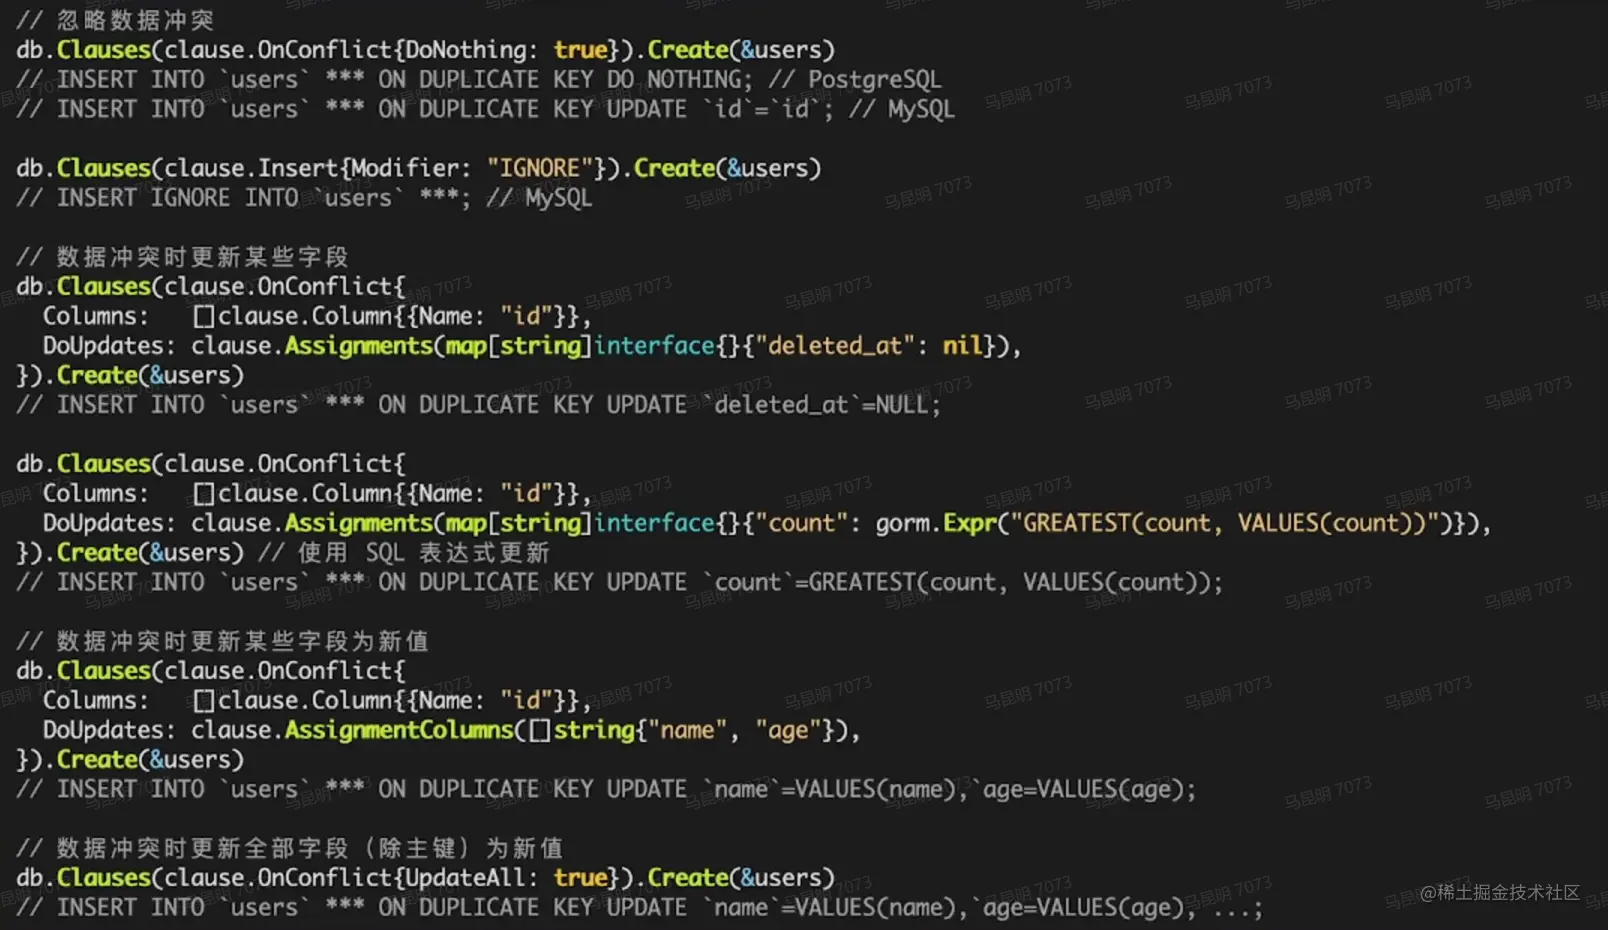 // 忽略数据冲突
db.Clauses(clause.OnConflict{DoNothing: true}).Create(&users)
// INSERT INTO `users` *** ON DUPLICATE KEY DO NOTHING; // PostgreSQL
// INSERT INTO `users` *** ON DUPLICATE KEY UPDATE `id`=`id`; // MySQL
db.Clauses(clause.Insert{Modifier: "IGNORE"}).Create(&users)
// INSERT IGNORE INTO `users` ***; // MySQL
// 数据冲突时更新某些字段
db.Clauses(clause.OnConflict{
  Columns:   []clause.Column{{Name: "id"}},
  DoUpdates: clause.Assignments(map[string]interface{}{"deleted_at": nil}),
}).Create(&users)
// INSERT INTO `users` *** ON DUPLICATE KEY UPDATE `deleted_at`=NULL;
db.Clauses(clause.OnConflict{
  Columns:   []clause.Column{{Name: "id"}},
  DoUpdates: clause.Assignments(map[string]interface{}{"count": gorm.Expr("GREATEST(count, VALUES(count))")}),
}).Create(&users) // 使用 SQL 表达式更新
// INSERT INTO `users` *** ON DUPLICATE KEY UPDATE `count`=GREATEST(count, VALUES(count));
// 数据冲突时更新某些字段为新值
db.Clauses(clause.OnConflict{
  Columns:   []clause.Column{{Name: "id"}},
  DoUpdates: clause.AssignmentColumns([]string{"name", "age"}),
}).Create(&users)
// INSERT INTO `users` *** ON DUPLICATE KEY UPDATE `name`=VALUES(name),`age=VALUES(age);
// 数据冲突时更新全部字段（除主键）为新值
db.Clauses(clause.OnConflict{UpdateAll: true}).Create(&users)
// INSERT INTO `users` *** ON DUPLICATE KEY UPDATE `name`=VALUES(name),`age=VALUES(age), ...;
@稀土掘金技术社区
马昆明 7073